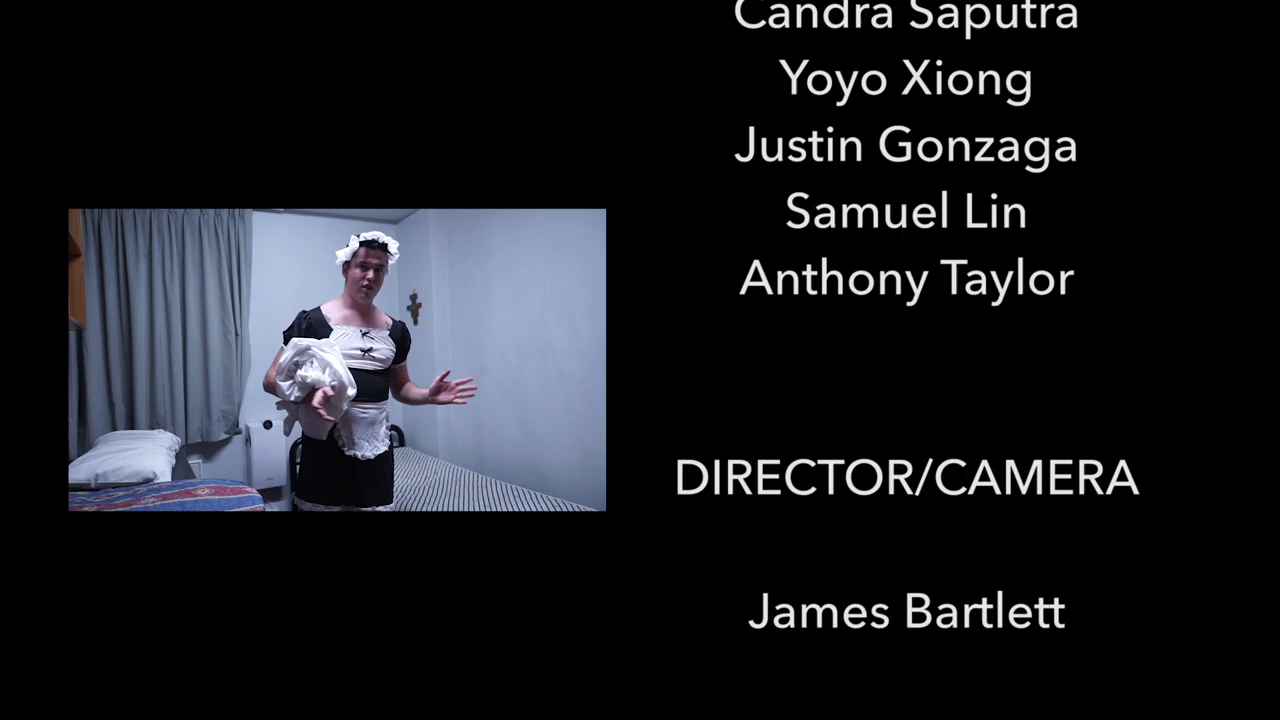 Candra Saputra
Yoyo Xiong
Justin Gonzaga
Samuel Lin
Anthony Taylor
DIRECTOR/CAMERA
James Bartlett